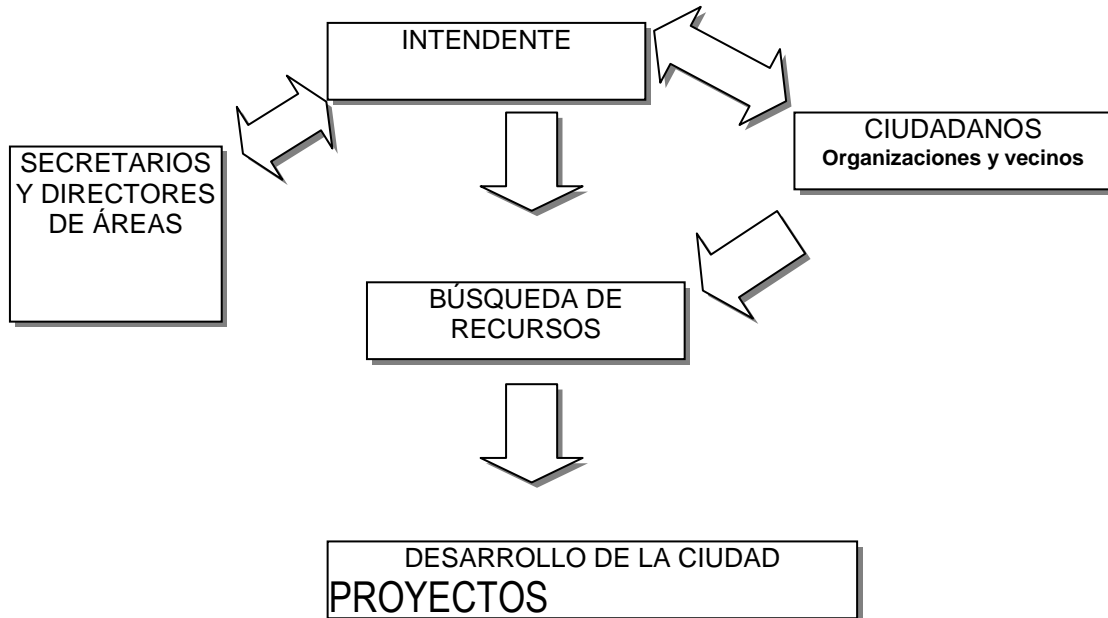 INTENDENTE
CIUDADANOS
Organizaciones y vecinos
SECRETARIOS
Y DIRECTORES
DE ÁREAS
BÚSQUEDA DE
RECURSOS
DESARROLLO DE LA CIUDAD
PROYECTOS